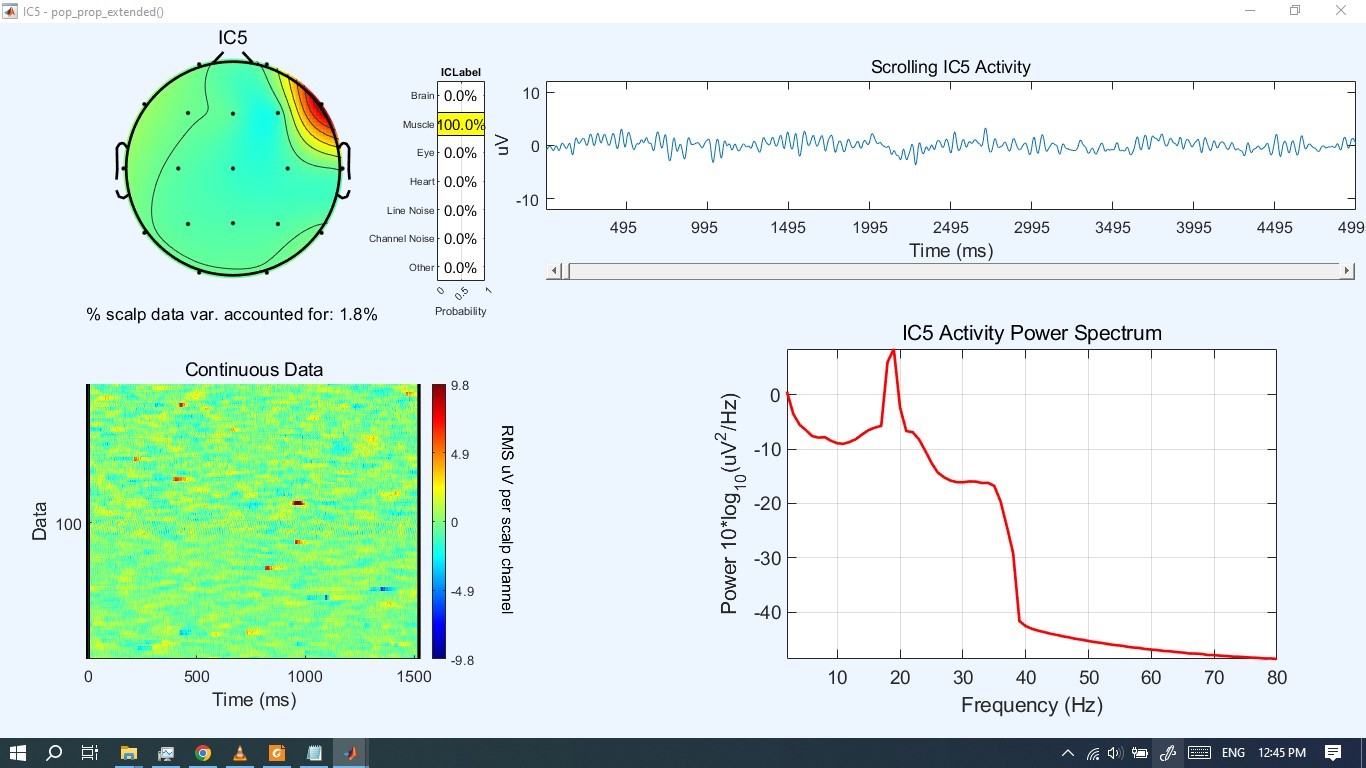 IC5 - pop_prop_extended()
IC5
ICLabel
Brain 0.0%
Muscle 100.0%
Eye 0.0%
Heart 0.0%
Line Noise 0.0%
Channel Noise 0.0%
Other 0.0%
0 0.5 1
Probability
% scalp data var. accounted for: 1.8%
Scrolling IC5 Activity
10
0
-10
uV
495 995 1495 1995 2495 2995 3495 3995 4495 499
Time (ms)
Continuous Data
Data
100
0 500 1000 1500
Time (ms)
9.8
4.9
0
-4.9
-9.8
RMS uV per scalp channel
IC5 Activity Power Spectrum
Power 10*log10(uV2/Hz)
0
-10
-20
-30
-40
10 20 30 40 50 60 70 80
Frequency (Hz)
ENG 12:45 PM